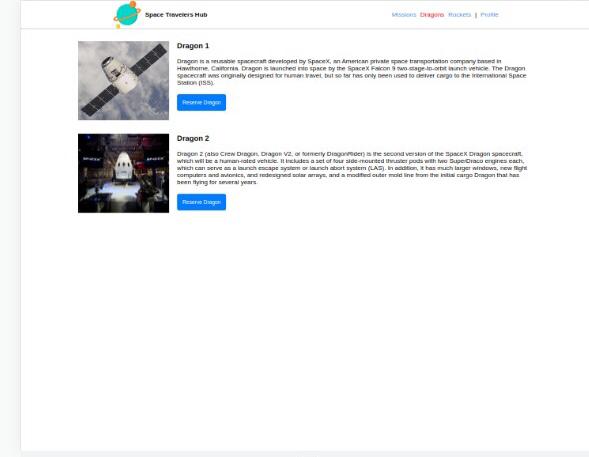 Space Travelers Hub
Missions Dragons Rockets | Profile
Dragon 1
Dragon is a reusable spacecraft developed by SpaceX, an American private space transportation company based in
Hawthorne, California. Dragon is launched into space by the SpaceX Falcon 9 two-stage-to-orbit launch vehicle. The Dragon
spacecraft was originally designed for human travel, but so far has only been used to deliver cargo to the International Space
Station (ISS).
Reserve Dragon
Dragon 2
Dragon 2 (also Crew Dragon, Dragon V2, or formerly DragonRider) is the second version of the SpaceX Dragon spacecraft,
which will be a human-rated vehicle. It includes a set of four side-mounted thruster pods with two SuperDraco engines each,
which can serve as a launch escape system or launch abort system (LAS). In addition, it has much larger windows, new flight
computers and avionics, and redesigned solar arrays, and a modified outer mold line from the initial cargo Dragon that has
been flying for several years.
SPACEX
SPACEX
Reserve Dragon